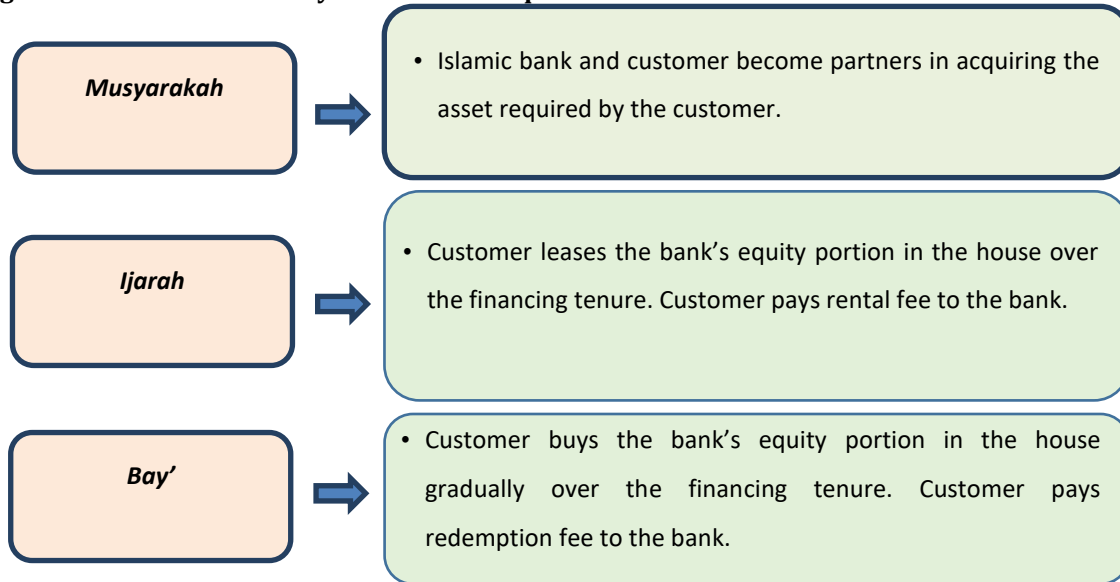 Musyarakah
• Islamic bank and customer become partners in acquiring the
asset required by the customer.
Ijarah
• Customer leases the bank’s equity portion in the house over
the financing tenure. Customer pays rental fee to the bank.
Bay’
• Customer buys the bank’s equity portion in the house
gradually over the financing tenure. Customer pays
redemption fee to the bank.